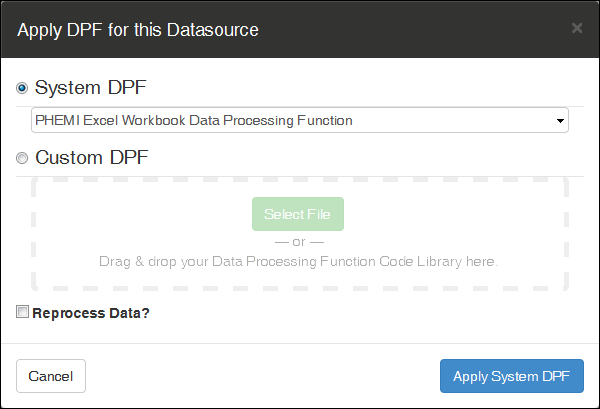 Apply DPF for this Datasource
×
System DPF
PHEMI Excel Workbook Data Processing Function
Custom DPF
Select File
— or —
Drag & drop your Data Processing Function Code Library here.
Reprocess Data?
Cancel
Apply System DPF